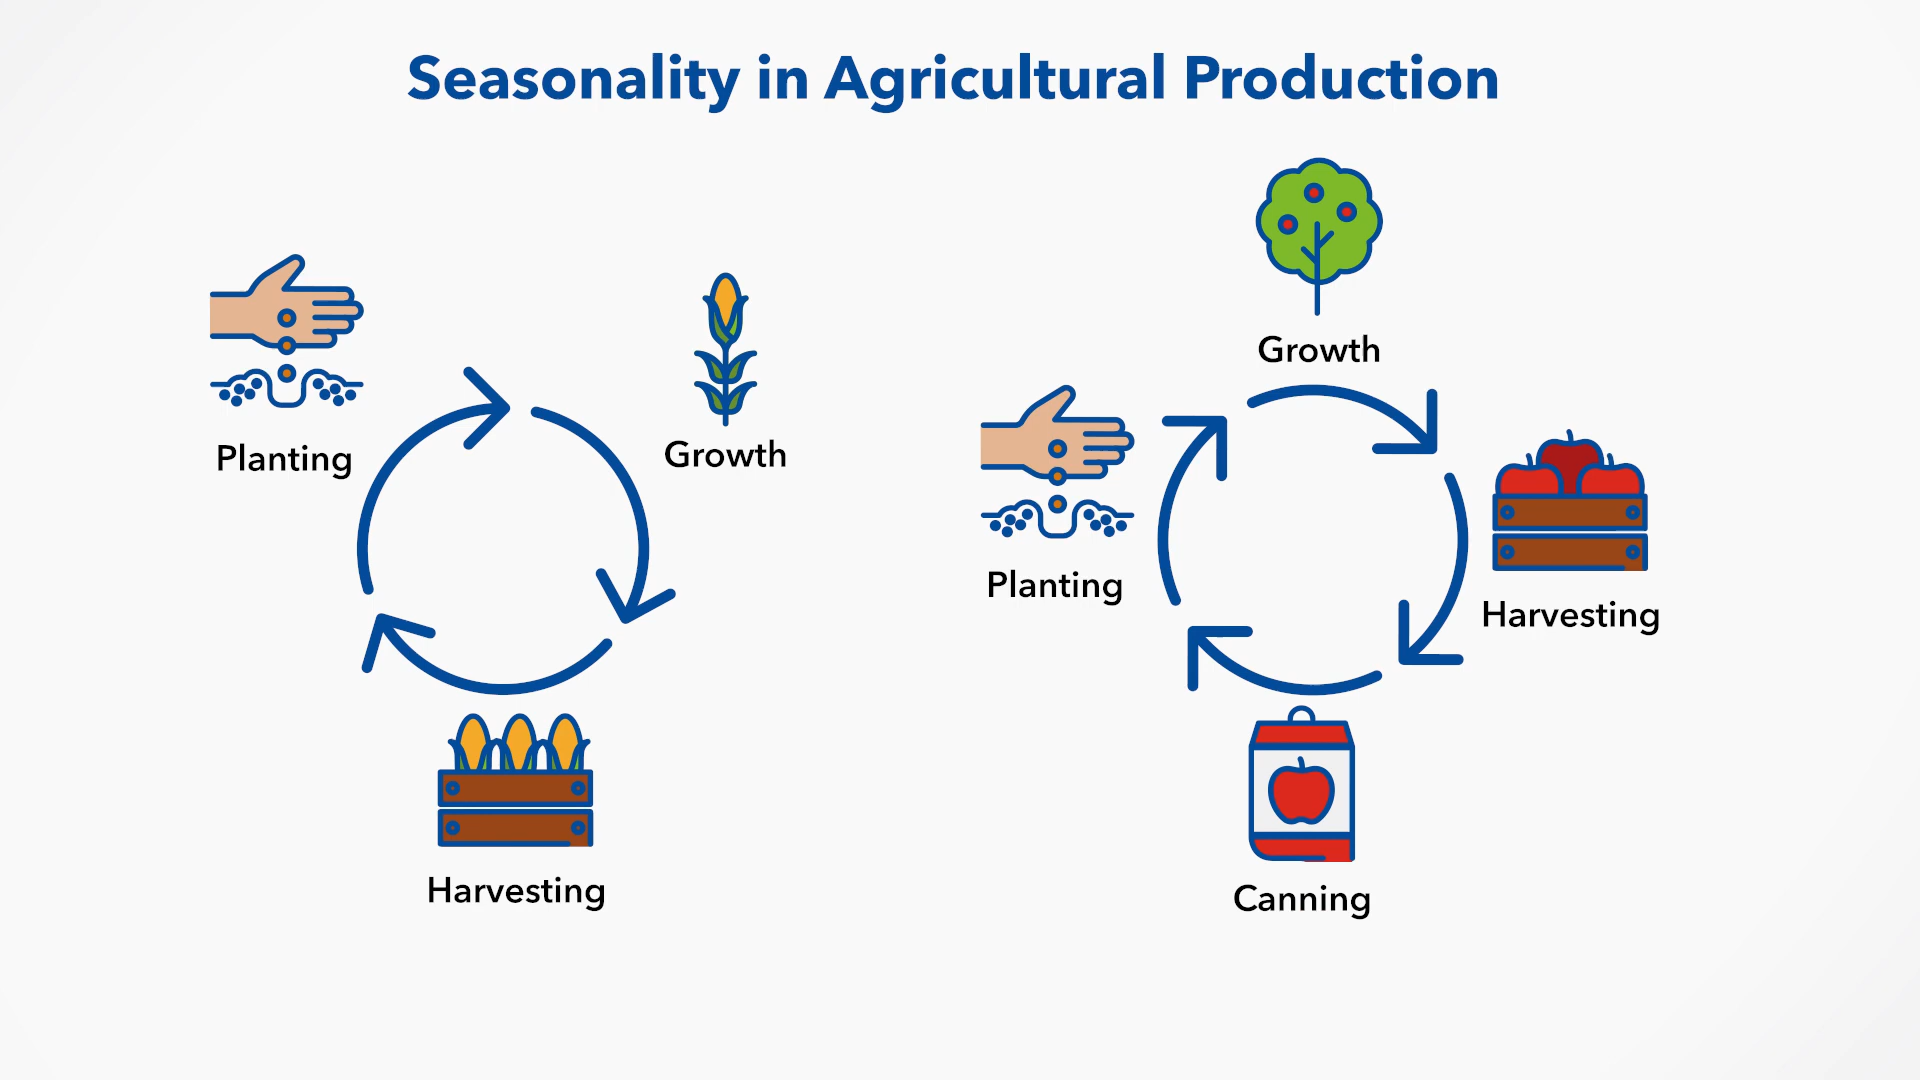 Seasonality in Agricultural Production
Planting
Growth
Harvesting
Growth
Planting
Harvesting
Canning